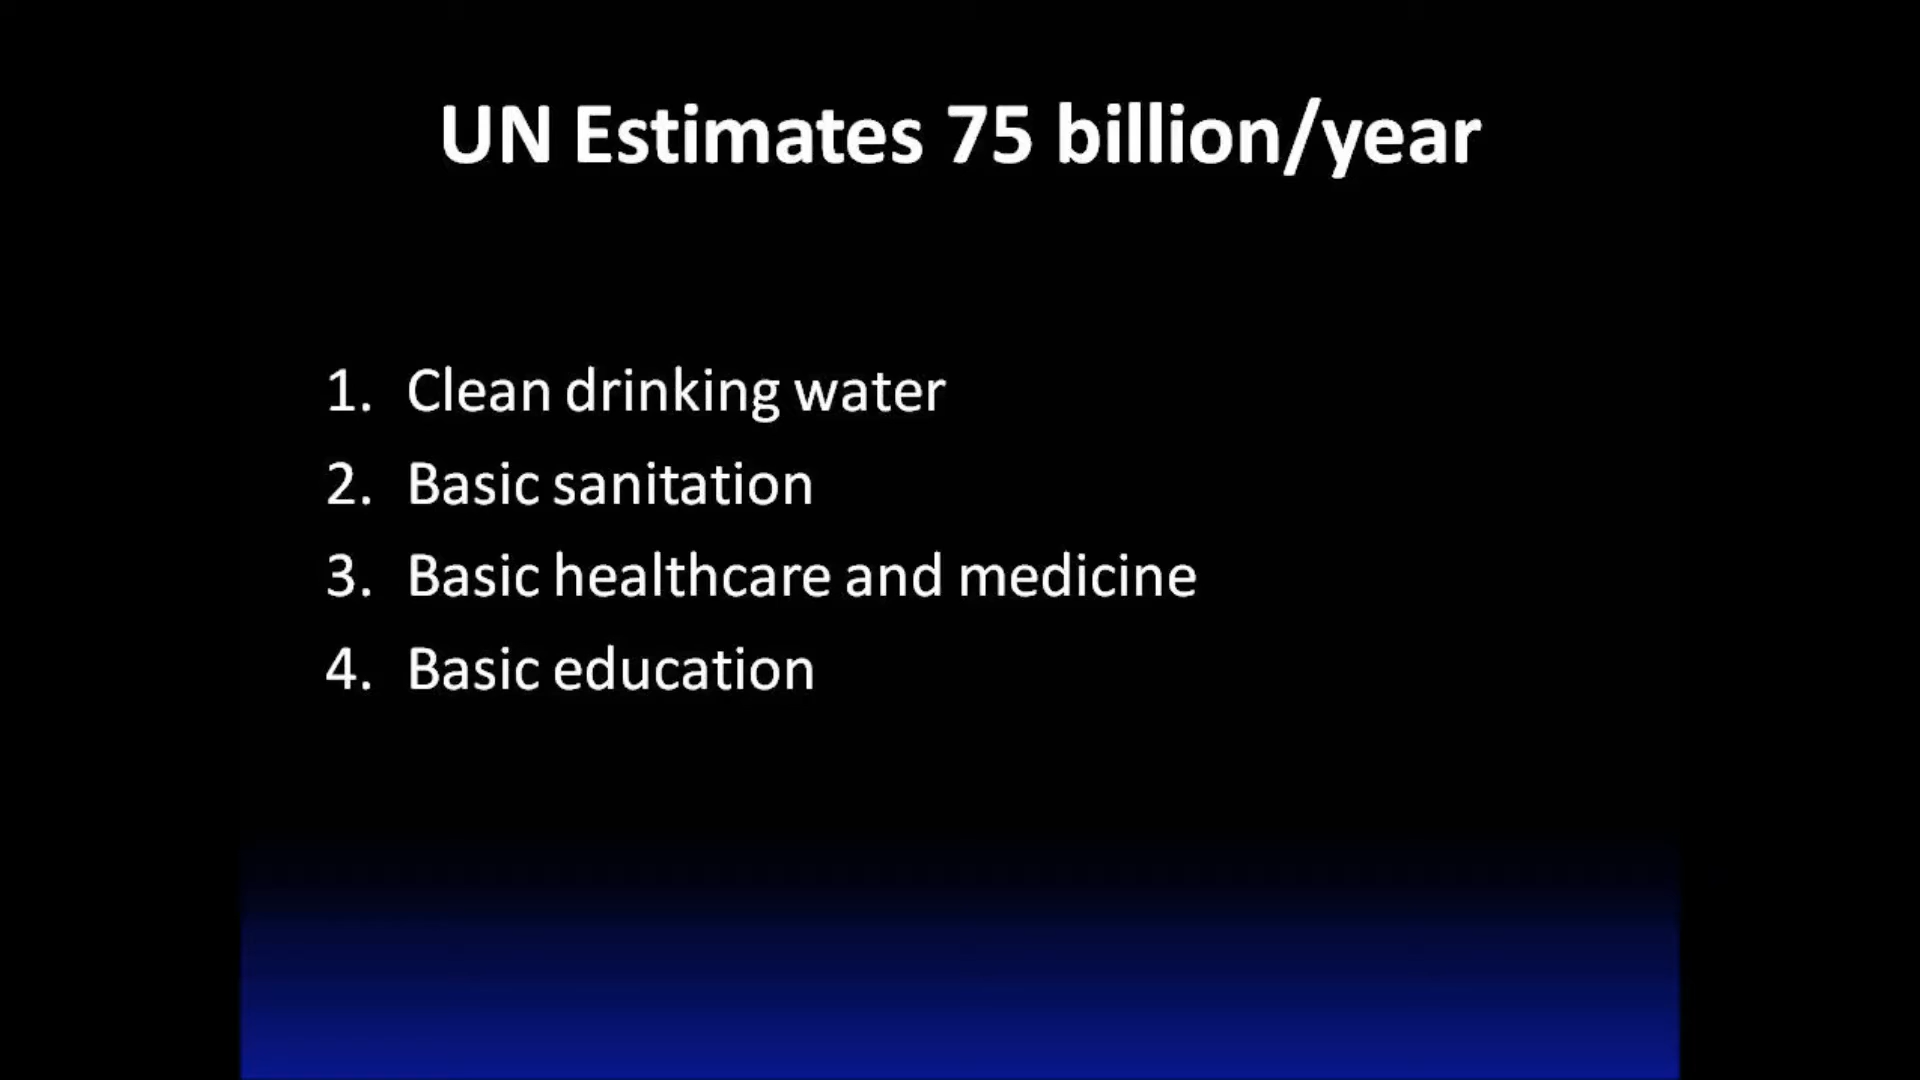 UN Estimates 75 billion/year
1. Clean drinking water
2. Basic sanitation
3. Basic healthcare and medicine
4. Basic education